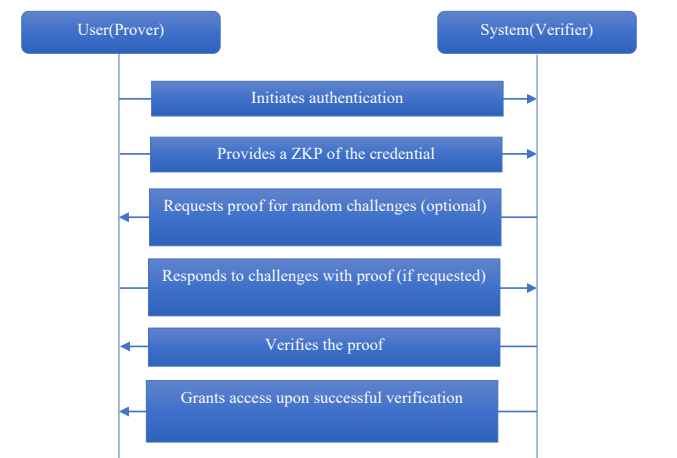 User(Prover)
System(Verifier)
Initiates authentication
Provides a ZKP of the credential
Requests proof for random challenges (optional)
Responds to challenges with proof (if requested)
Verifies the proof
Grants access upon successful verification